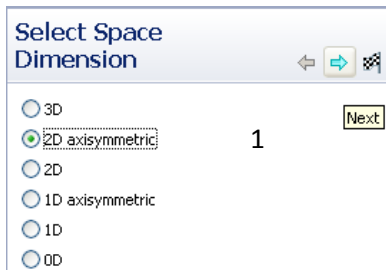 Select Space
Dimension
3D
Next
2D axisymmetric
1
2D
1D axisymmetric
1D
0D